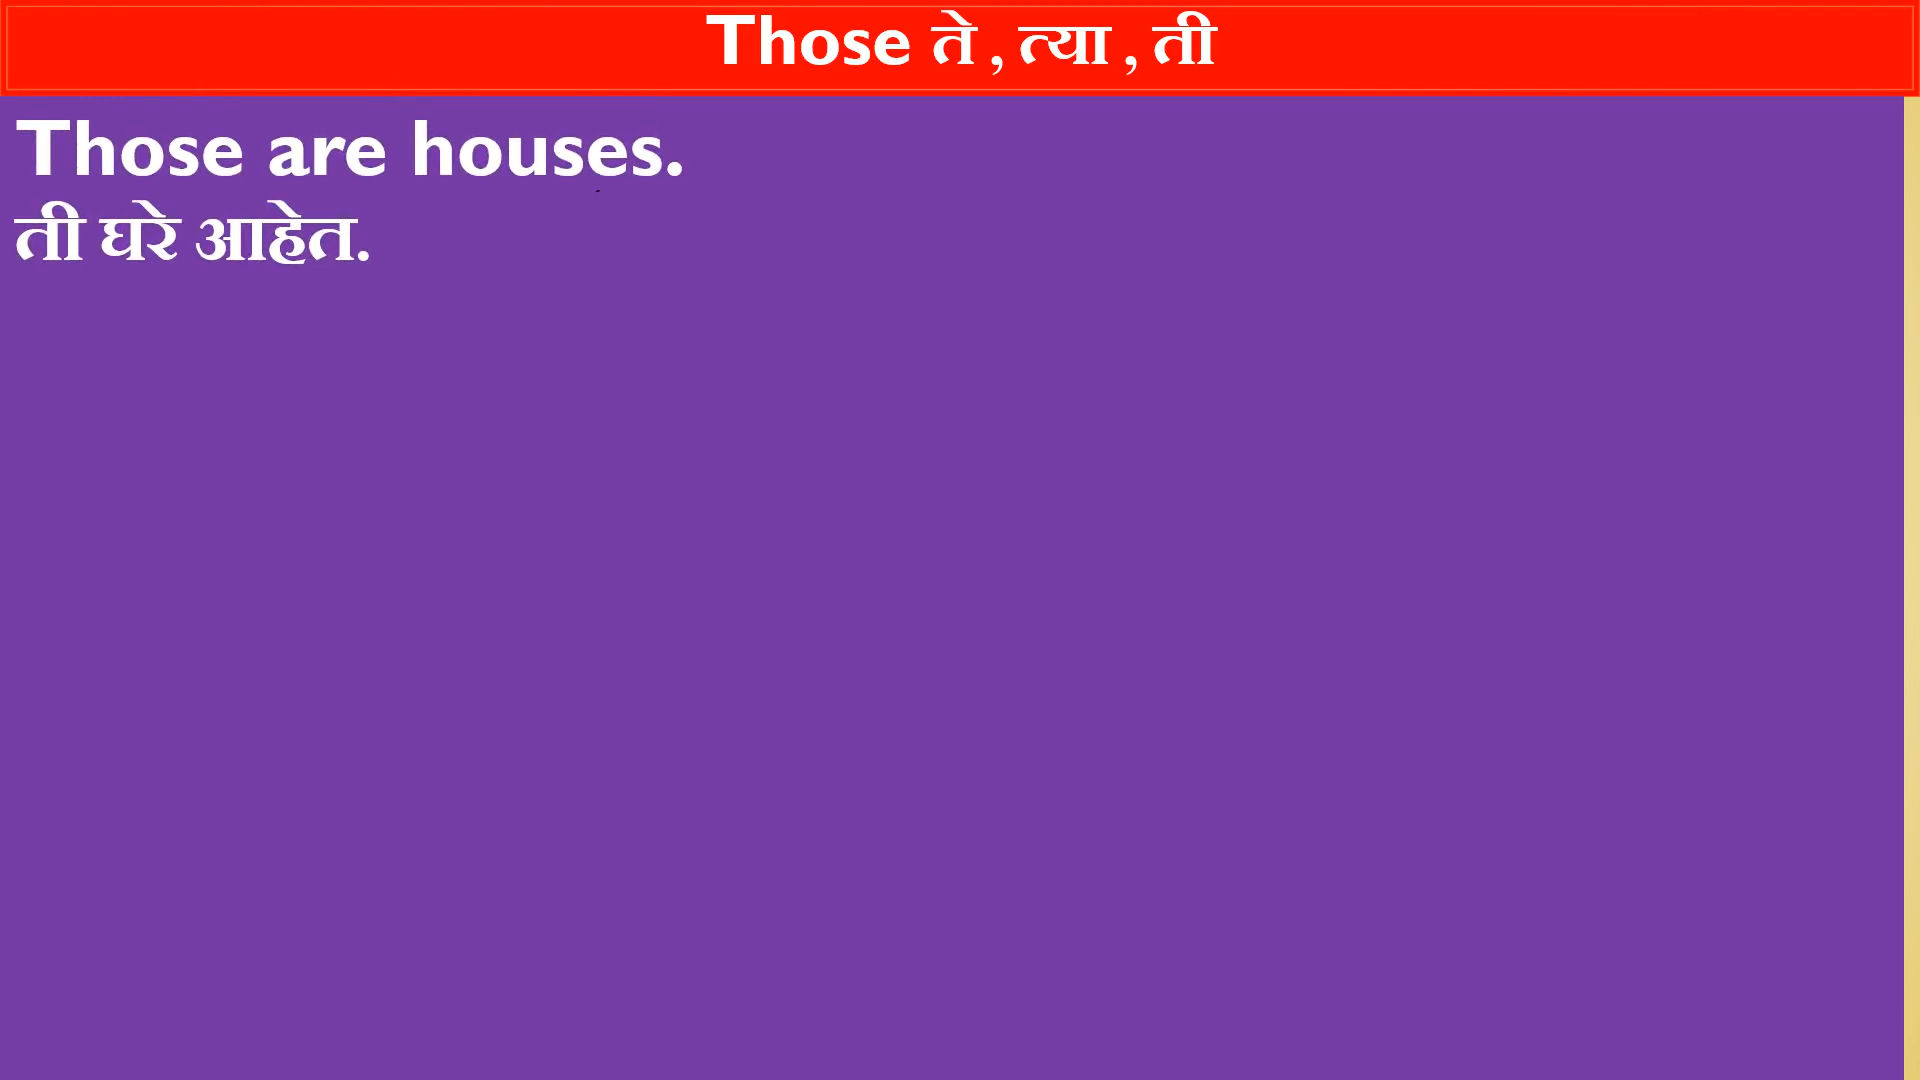 Those ते , त्या , ती
Those are houses.
ती घरे आहेत.